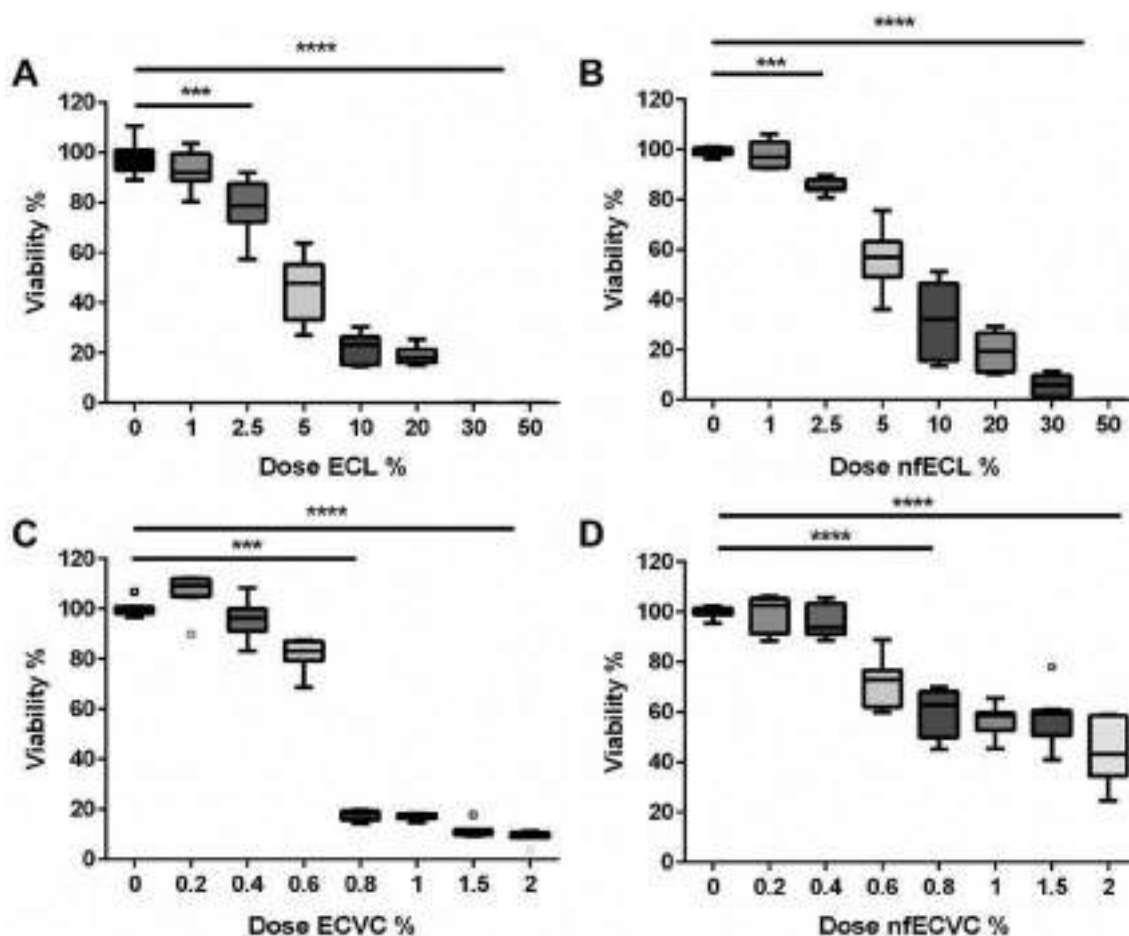 A
****
***
120
100
80
60
40
20
0
Viability %
0 1 2.5 5 10 20 30 50
Dose ECL %
B
****
***
120
100
80
60
40
20
0
Viability %
0 1 2.5 5 10 20 30 50
Dose nfECL %
C
****
***
120
100
80
60
40
20
0
Viability %
0 0.2 0.4 0.6 0.8 1 1.5 2
Dose ECVC %
D
****
****
120
100
80
60
40
20
0
Viability %
0 0.2 0.4 0.6 0.8 1 1.5 2
Dose nfECVC %